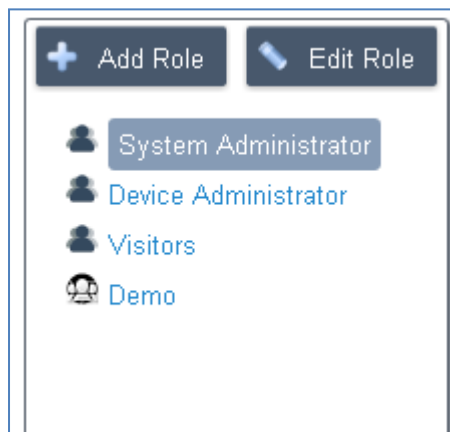 Add Role Edit Role
System Administrator
Device Administrator
Visitors
Demo